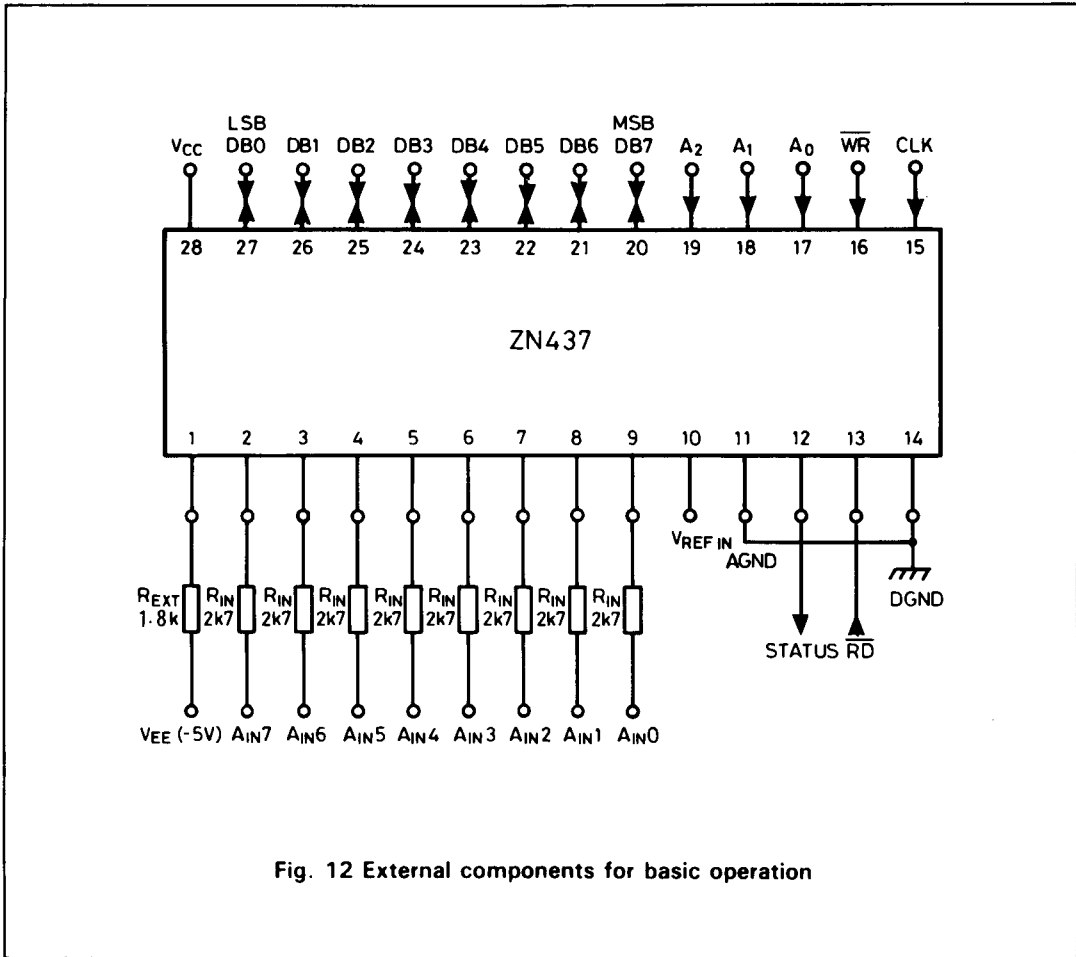 LSB MSB
VCC DB0 DB1 DB2 DB3 DB4 DB5 DB6 DB7 A2 A1 A0 W̅R̅ CLK
28 27 26 25 24 23 22 21 20 19 18 17 16 15
ZN437
1 2 3 4 5 6 7 8 9 10 11 12 13 14
VREF IN
AGND
REXT RIN RIN RIN RIN RIN RIN RIN RIN
1.8k 2k7 2k7 2k7 2k7 2k7 2k7 2k7 2k7
DGND
STATUS R̅D̅
VEE (-5V) AIN7 AIN6 AIN5 AIN4 AIN3 AIN2 AIN1 AIN0
Fig. 12 External components for basic operation